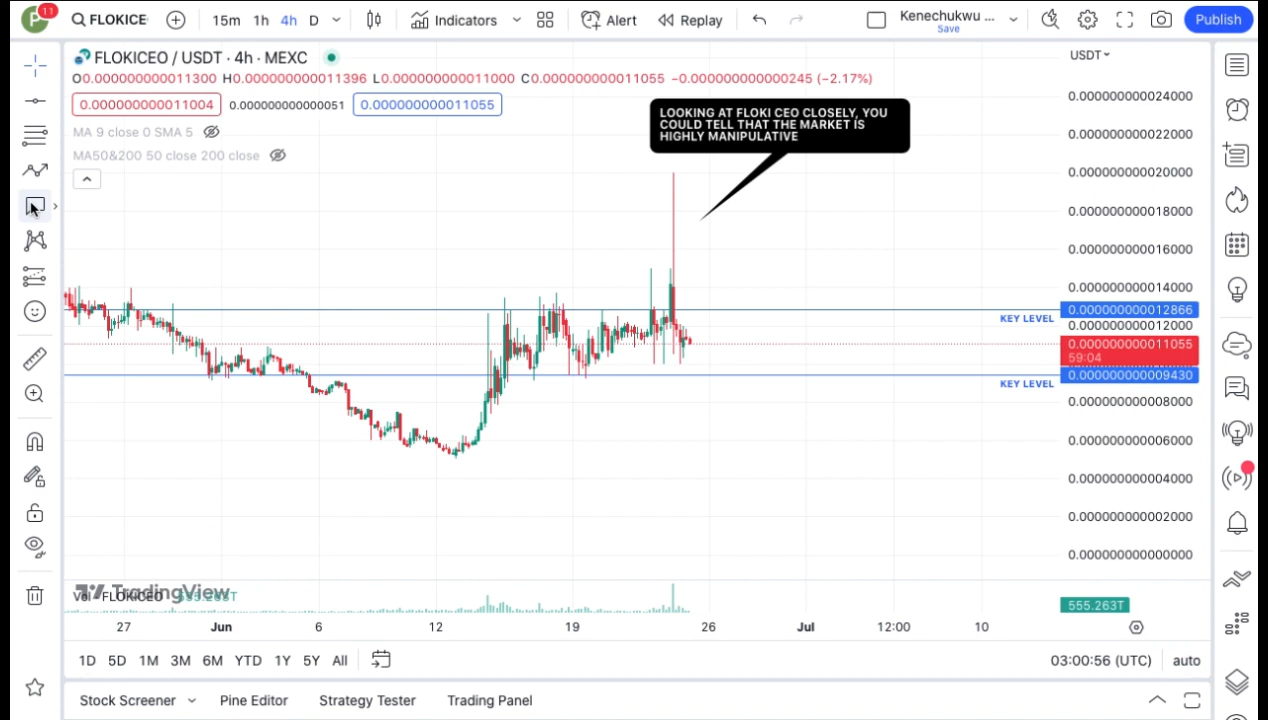 P
11
FLOKICE
15m 1h 4h D
Indicators
Alert
Replay
Kenechukwu ...
Save
Publish
FLOKICEO / USDT · 4h · MEXC
O0.000000000011300 H0.000000000011396 L0.000000000011000 C0.000000000011055 −0.000000000000245 (−2.17%)
0.000000000011004 0.000000000000051 0.000000000011055
MA 9 close 0 SMA 5
MA50&200 50 close 200 close
LOOKING AT FLOKI CEO CLOSELY, YOU
COULD TELL THAT THE MARKET IS
HIGHLY MANIPULATIVE
USDT
0.000000000024000
0.000000000022000
0.000000000020000
0.000000000018000
0.000000000016000
0.000000000014000
0.000000000012866
KEY LEVEL
0.000000000012000
0.000000000011055
59:04
0.000000000009430
KEY LEVEL
0.000000000008000
0.000000000006000
0.000000000004000
0.000000000002000
0.000000000000000
TradingView
Vol · FLOKICEO 555.263T
555.263T
27 Jun 6 12 19 26 Jul 12:00 10
1D 5D 1M 3M 6M YTD 1Y 5Y All
03:00:56 (UTC) auto
Stock Screener Pine Editor Strategy Tester Trading Panel